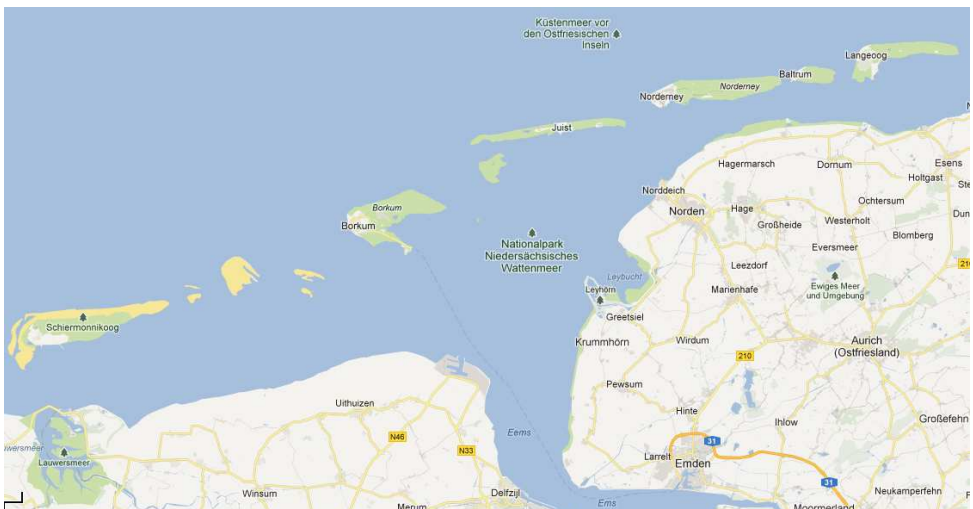 Küstenmeer vor
den Ostfriesischen
Inseln
Langeoog
Baltrum
Norderney
Norderney
Juist
Hagermarsch
Dornum
Esens
Holtgast
Norddeich
Ochtersum
Borkum
Borkum
Norden
Hage
Großheide
Westerholt
Blomberg
Nationalpark
Niedersächsisches
Wattenmeer
Eversmeer
Leezdorf
210
Leybucht
Leyhörn
Marienhafe
Ewiges Meer
und Umgebung
Greetsiel
Schiermonnikoog
Krummhörn
Wirdum
Aurich
(Ostfriesland)
210
Pewsum
Uithuizen
Hinte
Ihlow
Großefehn
Eems
N46
N33
31
Lauwersmeer
Larrelt
Emden
31
Winsum
Delfzijl
Neukamperfehn
Ems
Merum
Moormerland